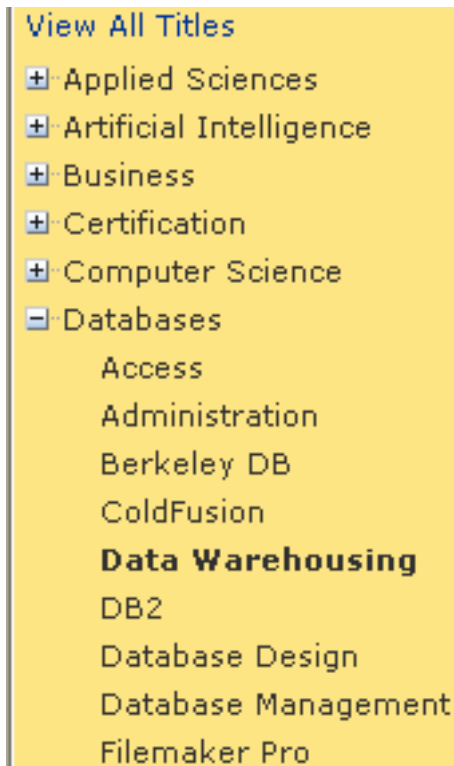 View All Titles
Applied Sciences
Artificial Intelligence
Business
Certification
Computer Science
Databases
Access
Administration
Berkeley DB
ColdFusion
Data Warehousing
DB2
Database Design
Database Management
Filemaker Pro